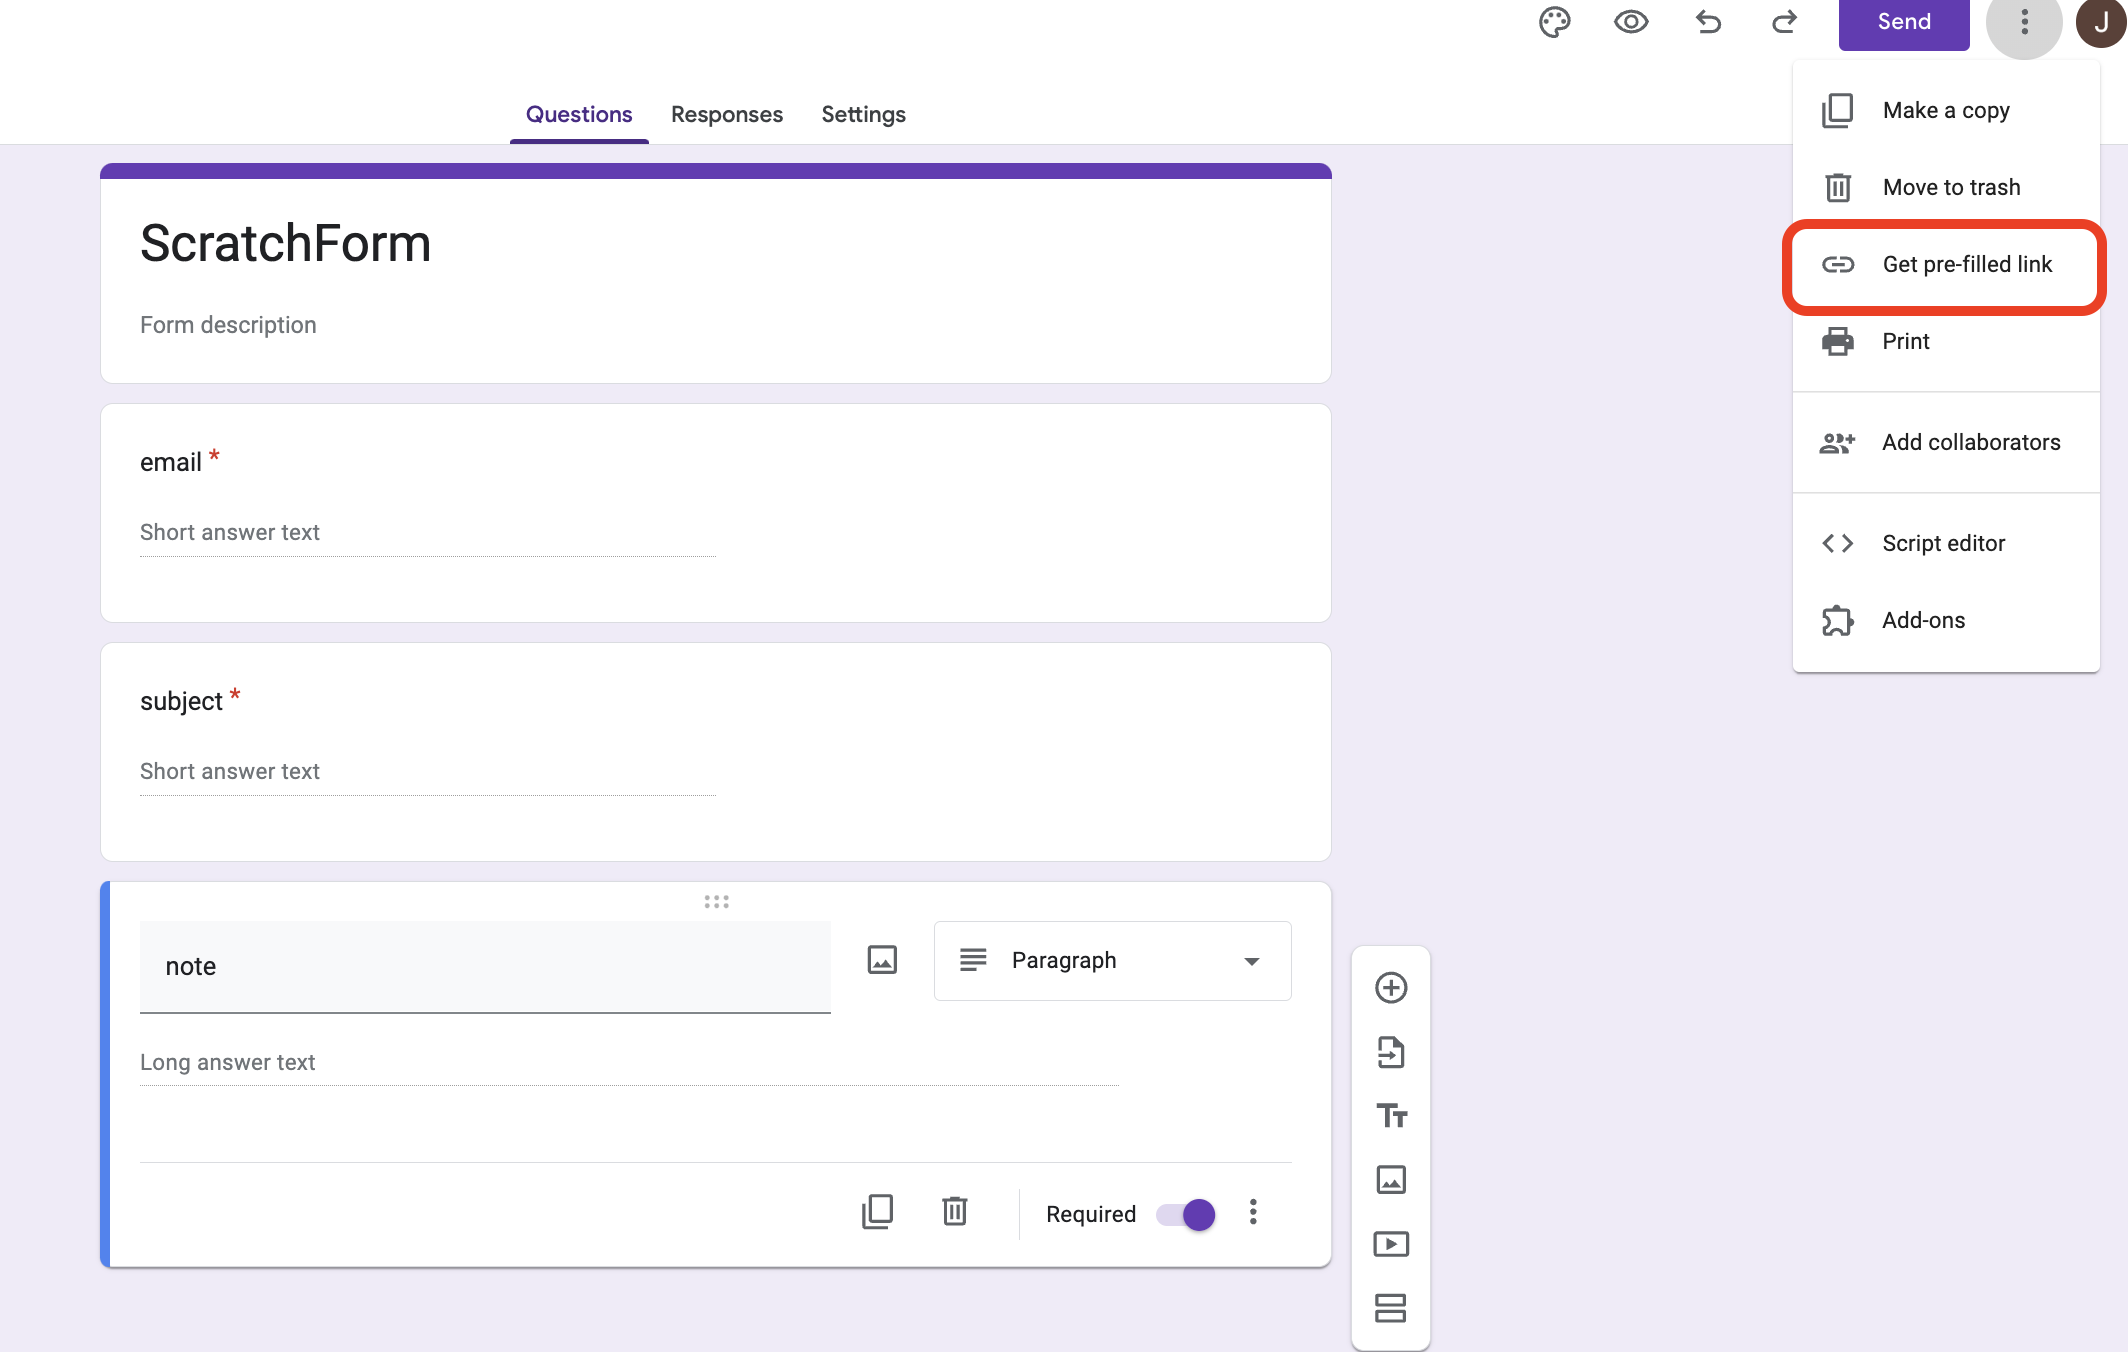 Send
J
Questions Responses Settings
Make a copy
Move to trash
Get pre-filled link
Print
Add collaborators
Script editor
Add-ons
ScratchForm
Form description
email *
Short answer text
subject *
Short answer text
note
Paragraph
Long answer text
Required